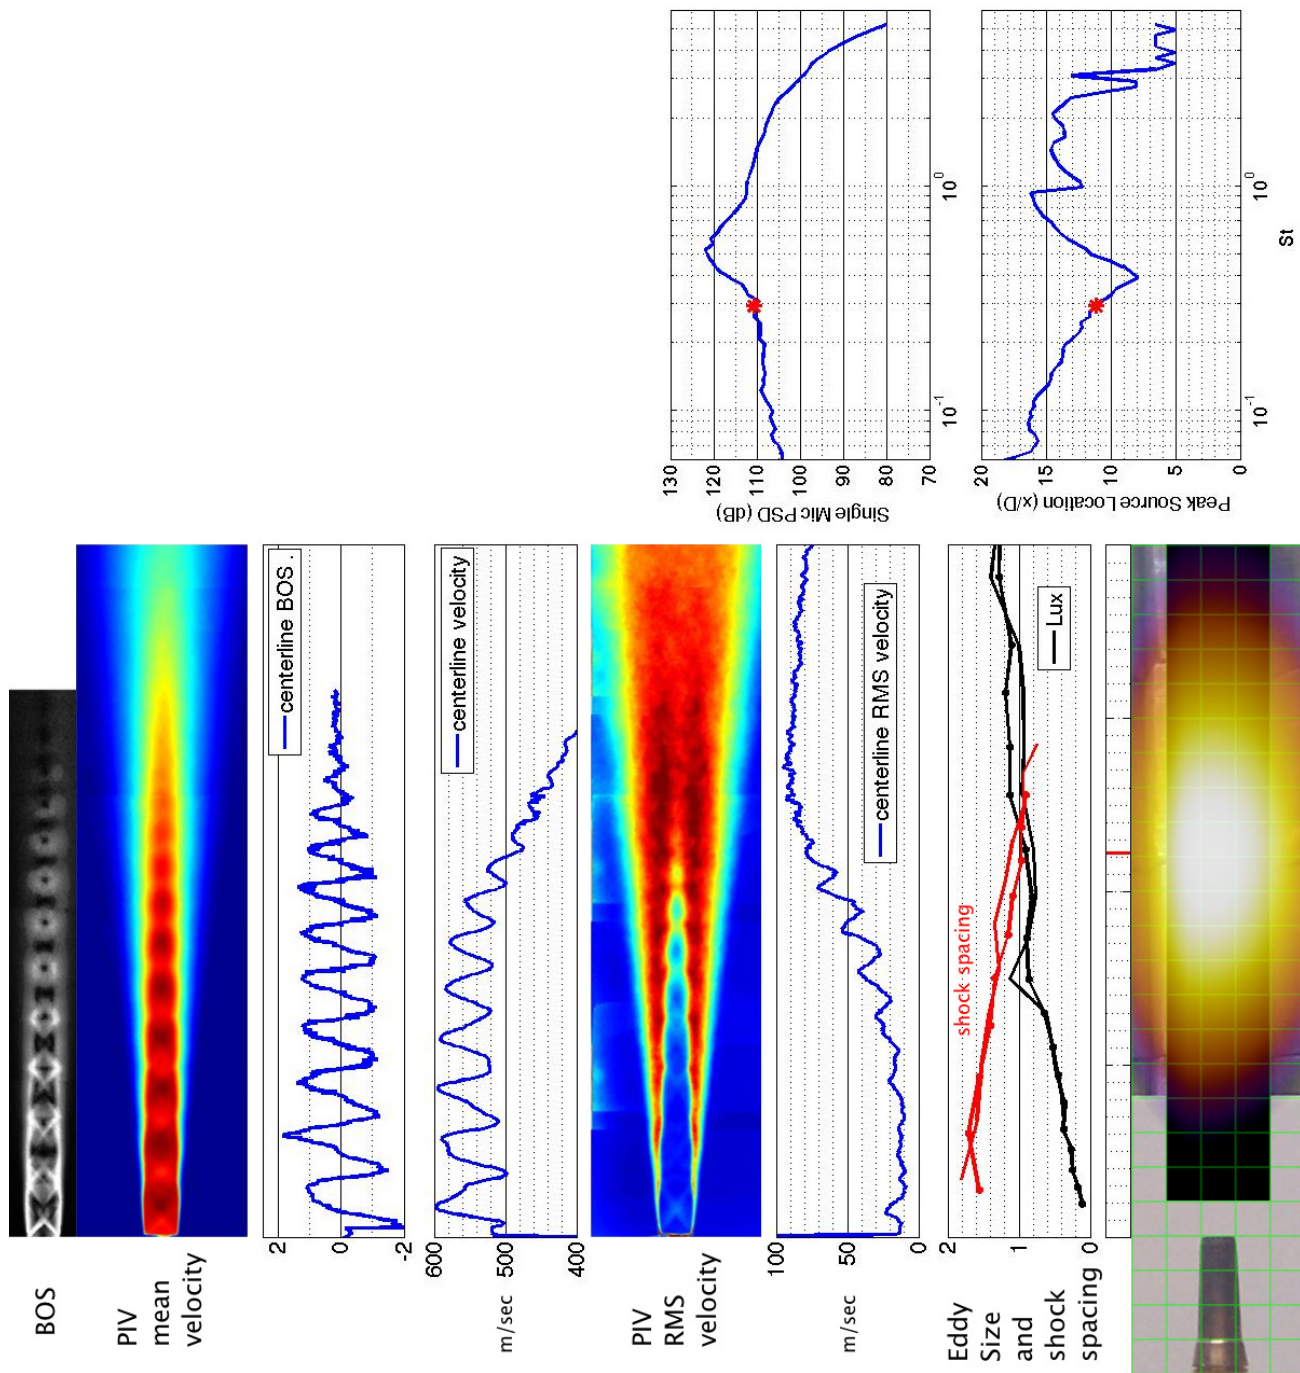 BOS
PIV
mean
velocity
centerline BOS.
2
0
-2
centerline velocity
600
500
400
m/sec
PIV
RMS
velocity
centerline RMS velocity
100
50
0
m/sec
Eddy
Size
and
shock
spacing
2
1
0
shock spacing
Lux
130
120
110
100
90
80
70
Single Mic PSD (dB)
10-1
100
20
15
10
5
0
Peak Source Location (x/D)
10-1
100
St